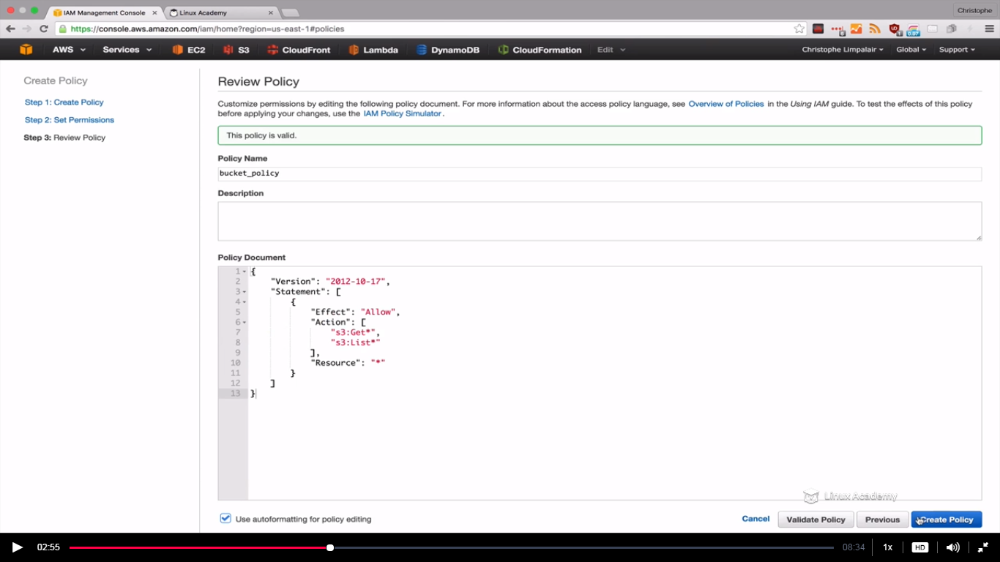 IAM Management Console
Linux Academy
Christophe
https://console.aws.amazon.com/iam/home?region=us-east-1#policies
AWS Services EC2 S3 CloudFront Lambda DynamoDB CloudFormation Edit Christophe Limpalair Global Support
Create Policy
Step 1: Create Policy
Step 2: Set Permissions
Step 3: Review Policy
Review Policy
Customize permissions by editing the following policy document. For more information about the access policy language, see Overview of Policies in the Using IAM guide. To test the effects of this policy
before applying your changes, use the IAM Policy Simulator.
This policy is valid.
Policy Name
bucket_policy
Description
Policy Document
1 {
2 "Version": "2012-10-17",
3 "Statement": [
4 {
5 "Effect": "Allow",
6 "Action": [
7 "s3:Get*",
8 "s3:List*"
9 ],
10 "Resource": "*"
11 }
12 ]
13 }
Linux Academy
Use autoformatting for policy editing
Cancel Validate Policy Previous Create Policy
02:55 08:34 1x HD